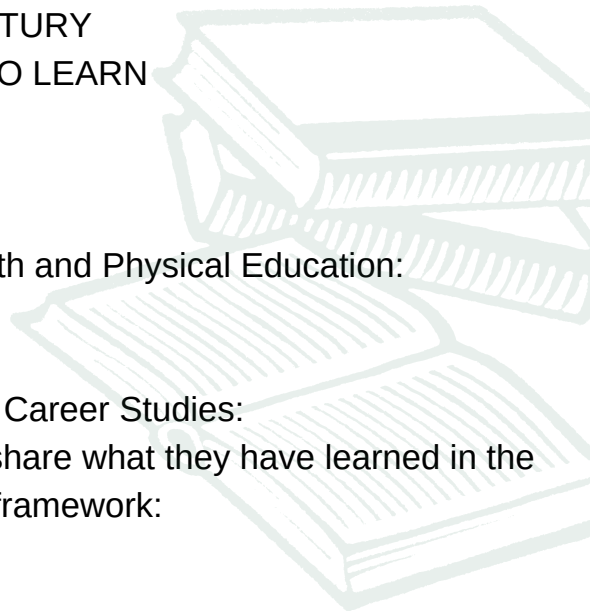 TURY
O LEARN
th and Physical Education:
Career Studies:
share what they have learned in the
framework: